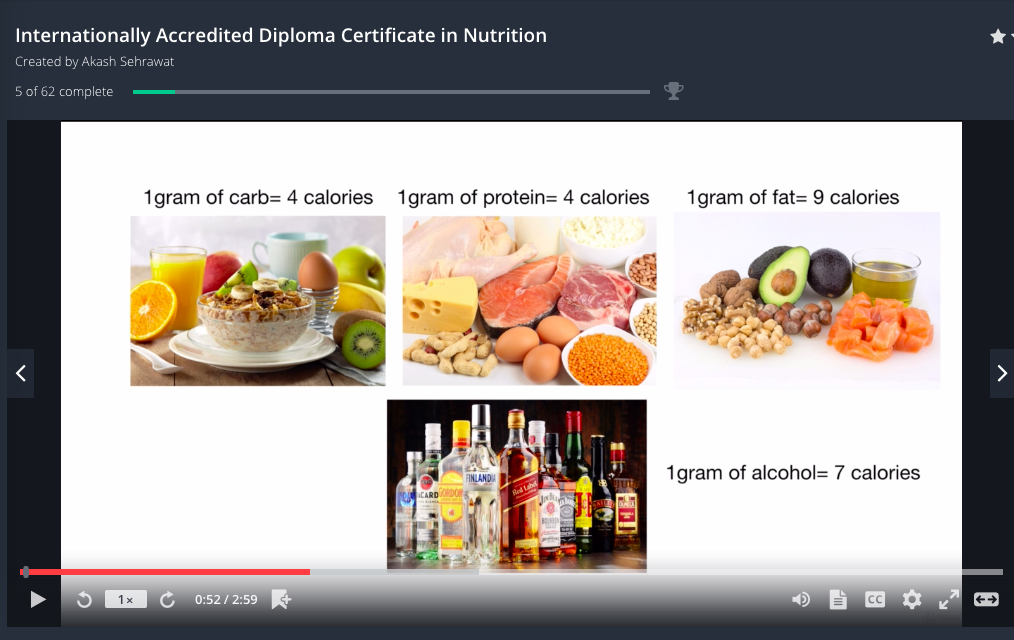 Internationally Accredited Diploma Certificate in Nutrition
Created by Akash Sehrawat
5 of 62 complete
1gram of carb= 4 calories
1gram of protein= 4 calories
1gram of fat= 9 calories
FINLANDIA
GORDON'S
Red Label
1gram of alcohol= 7 calories
1×
0:52 / 2:59
CC